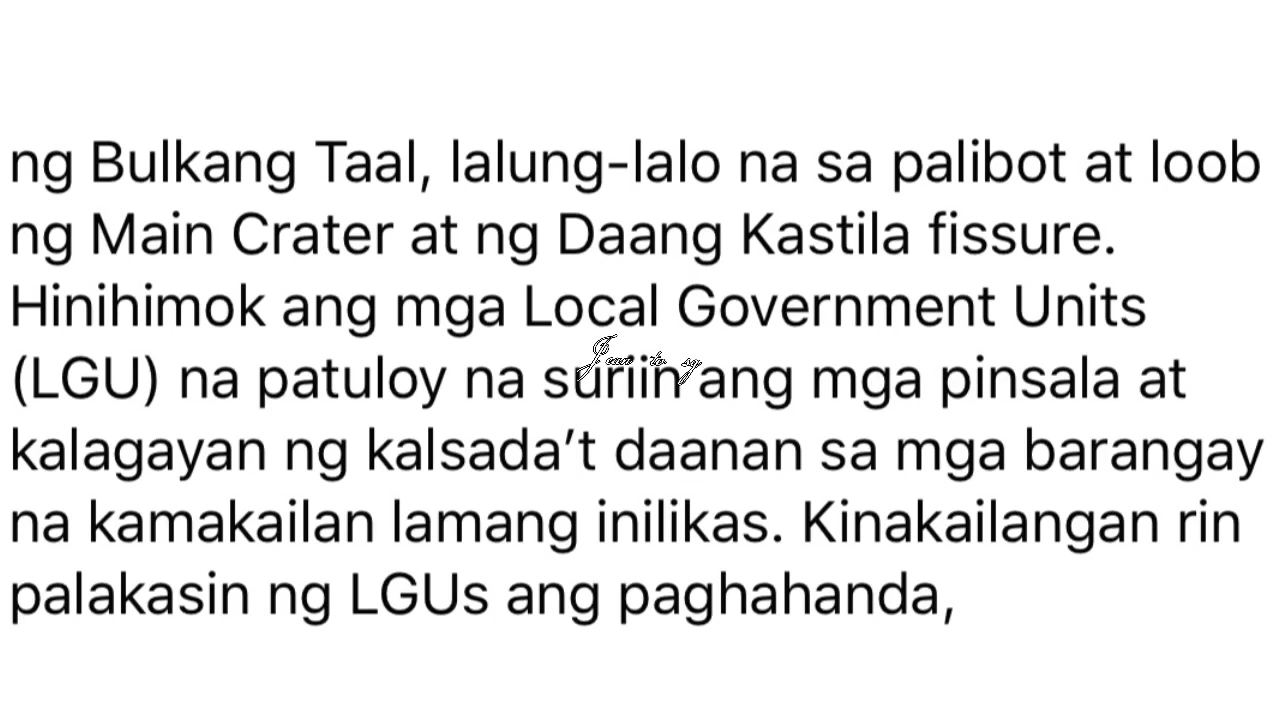 ng Bulkang Taal, lalung-lalo na sa palibot at loob
ng Main Crater at ng Daang Kastila fissure.
Hinihimok ang mga Local Government Units
(LGU) na patuloy na suriin ang mga pinsala at
kalagayan ng kalsada’t daanan sa mga barangay
na kamakailan lamang inilikas. Kinakailangan rin
palakasin ng LGUs ang paghahanda,